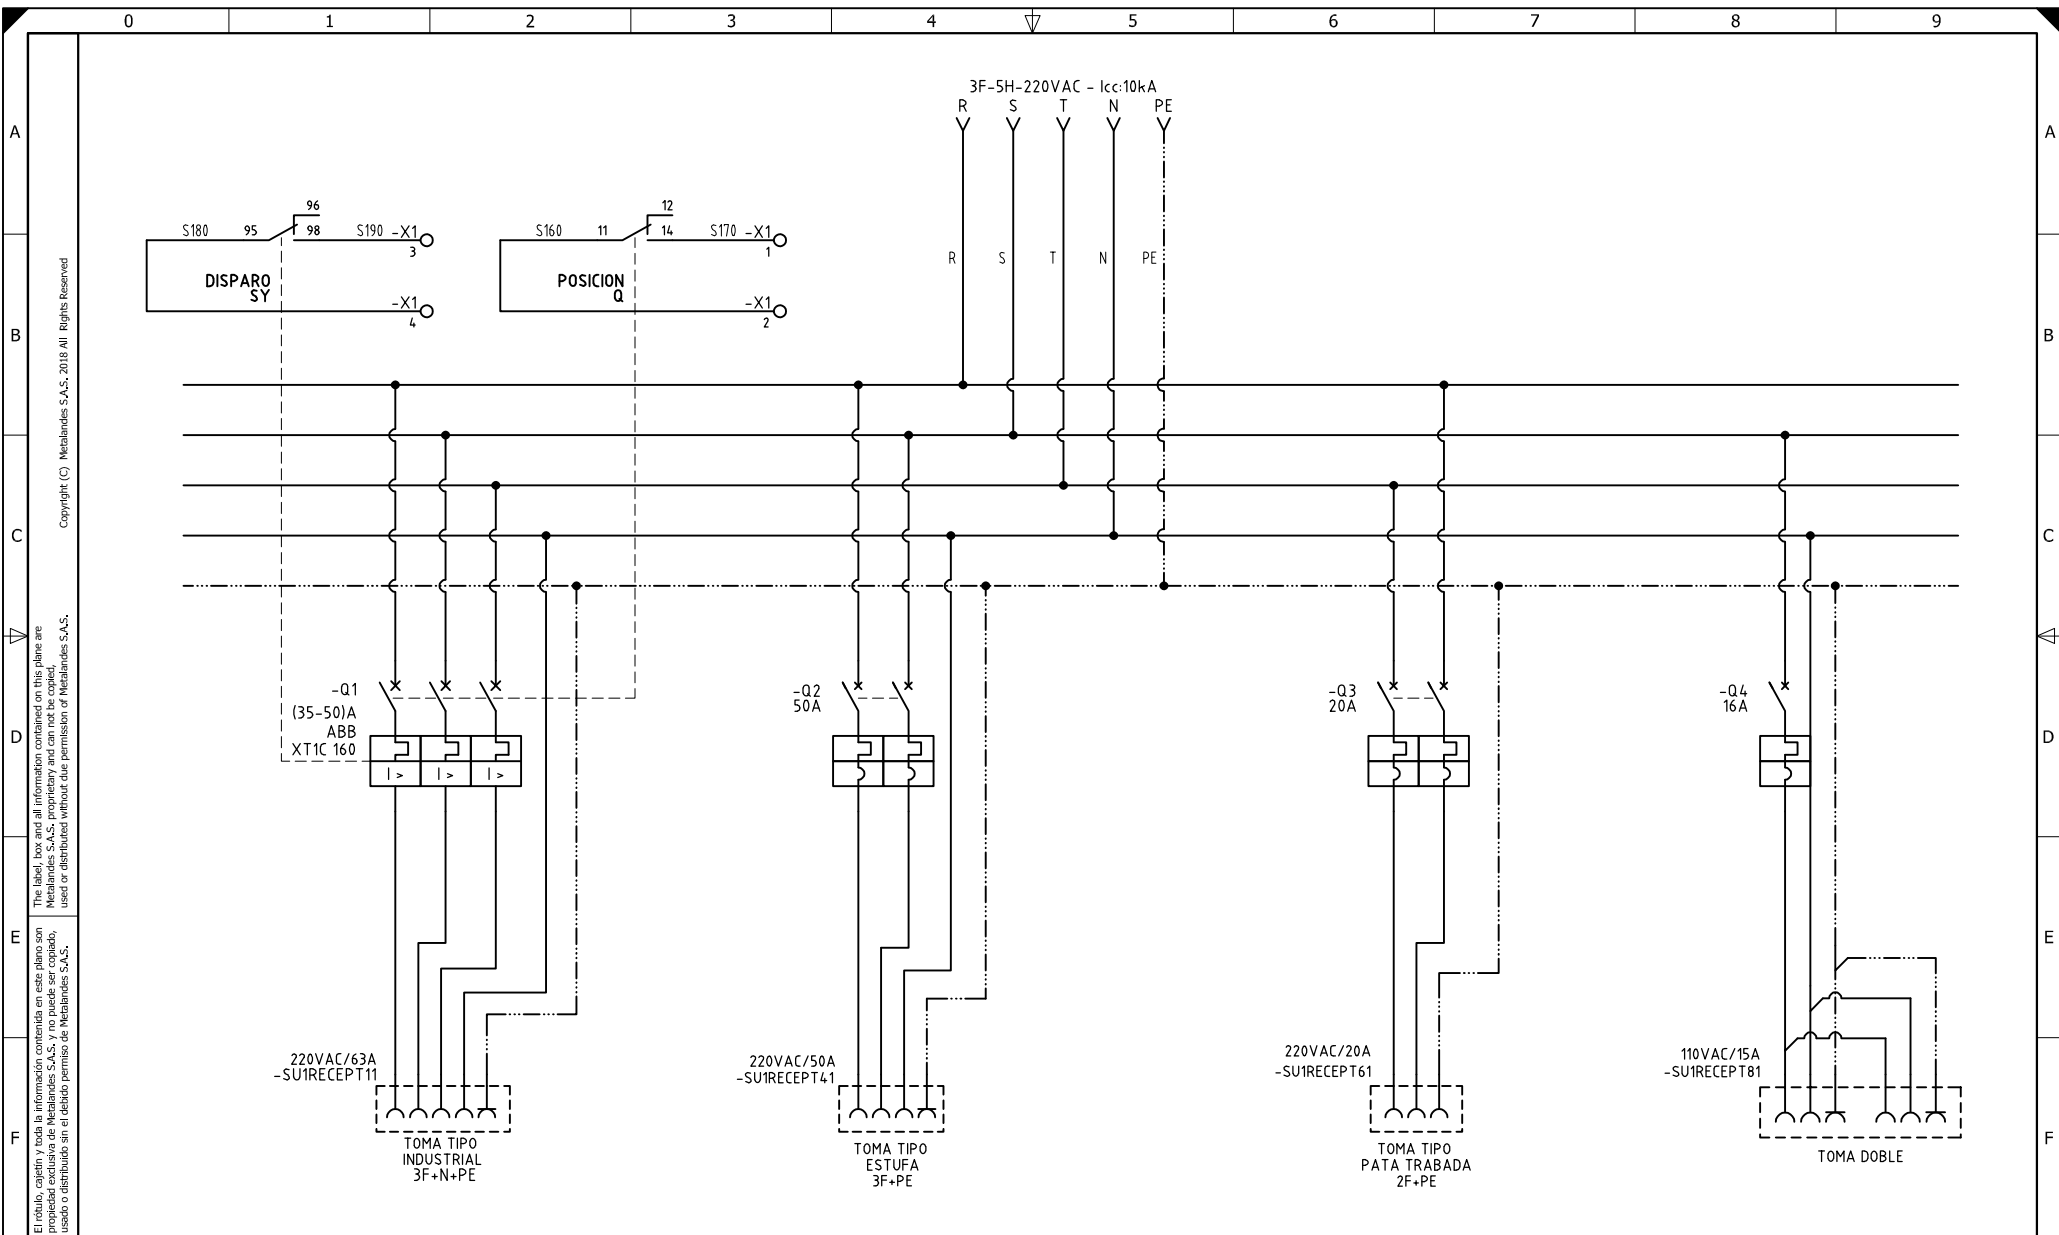 0 1 2 3 4 5 6 7 8 9
3F-5H-220VAC - Icc:10kA
R S T N PE
A A
96
S180 95 98 S190 -X1
3
DISPARO
SY
-X1
4
12
S160 11 14 S170 -X1
1
POSICION
Q
-X1
2
R S T N PE
B B
C C
-Q1
(35-50)A
ABB
XT1C 160
I > I > I >
-Q2
50A
-Q3
20A
-Q4
16A
D D
E E
220VAC/63A
-SU1RECEPT11
TOMA TIPO
INDUSTRIAL
3F+N+PE
220VAC/50A
-SU1RECEPT41
TOMA TIPO
ESTUFA
3F+PE
220VAC/20A
-SU1RECEPT61
TOMA TIPO
PATA TRABADA
2F+PE
110VAC/15A
-SU1RECEPT81
TOMA DOBLE
F F
Copyright (C) Metalandes S.A.S. 2018 All Rights Reserved
The label, box and all information contained on this plane are
Metalandes S.A.S. proprietary and can not be copied,
used or distributed without due permission of Metalandes S.A.S.
El rótulo, cajetín y toda la información contenida en este plano son
propiedad exclusiva de Metalandes S.A.S. y no puede ser copiado,
usado o distribuido sin el debido permiso de Metalandes S.A.S.